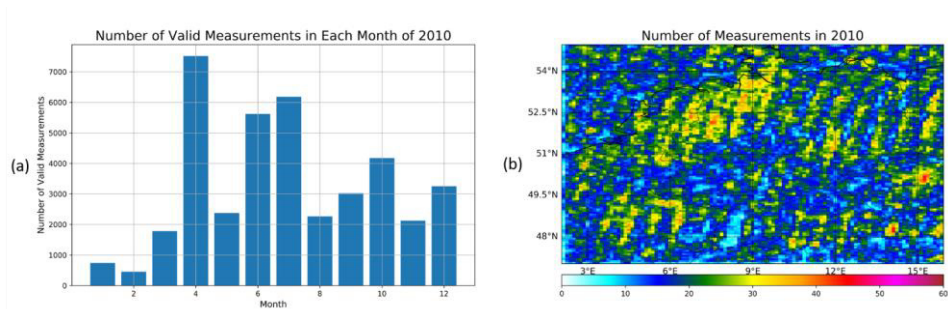 Number of Valid Measurements in Each Month of 2010
Number of Measurements in 2010
(a)
Number of Valid Measurements
7000
6000
5000
4000
3000
2000
1000
0
2
4
6
8
10
12
Month
(b)
54°N
52.5°N
51°N
49.5°N
48°N
3°E
6°E
9°E
12°E
15°E
0
10
20
30
40
50
60